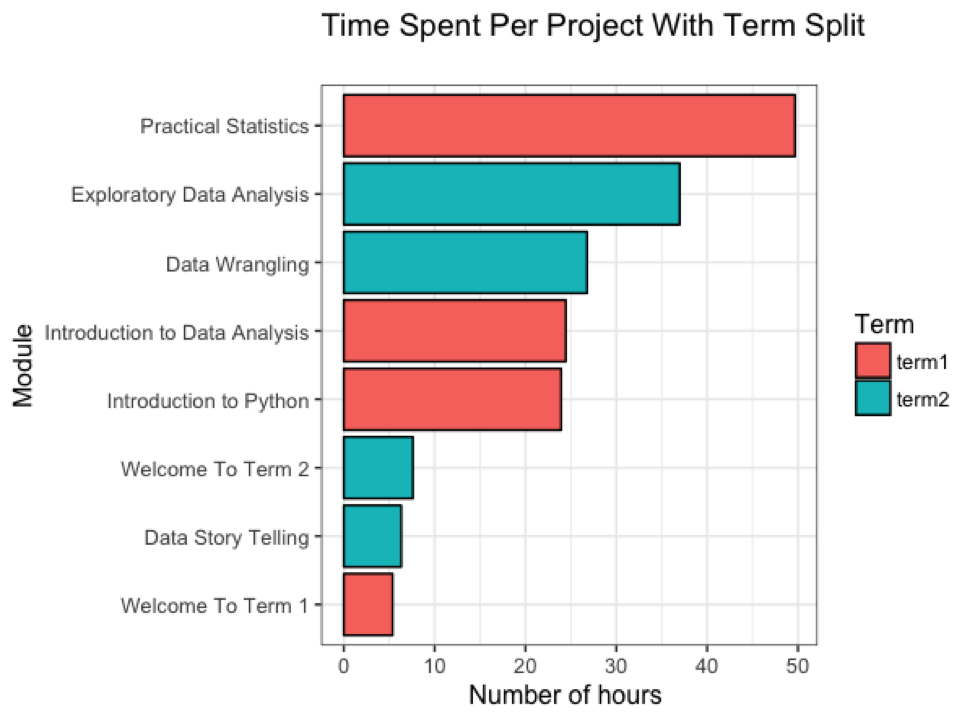 Time Spent Per Project With Term Split
Practical Statistics
Exploratory Data Analysis
Data Wrangling
Introduction to Data Analysis
Introduction to Python
Welcome To Term 2
Data Story Telling
Welcome To Term 1
Module
0 10 20 30 40 50
Number of hours
Term
term1
term2